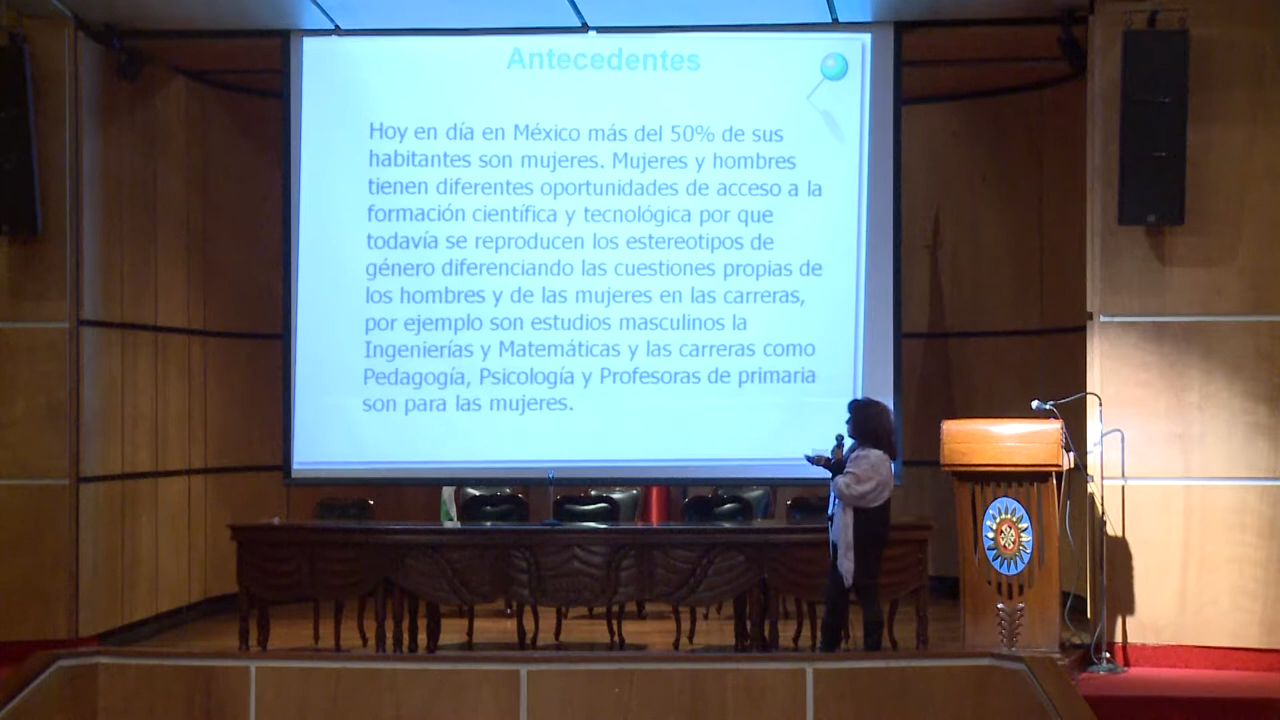 Antecedentes
Hoy en día en México más del 50% de sus
habitantes son mujeres. Mujeres y hombres
tienen diferentes oportunidades de acceso a la
formación científica y tecnológica por que
todavía se reproducen los estereotipos de
género diferenciando las cuestiones propias de
los hombres y de las mujeres en las carreras,
por ejemplo son estudios masculinos la
Ingenierías y Matemáticas y las carreras como
Pedagogía, Psicología y Profesoras de primaria
son para las mujeres.